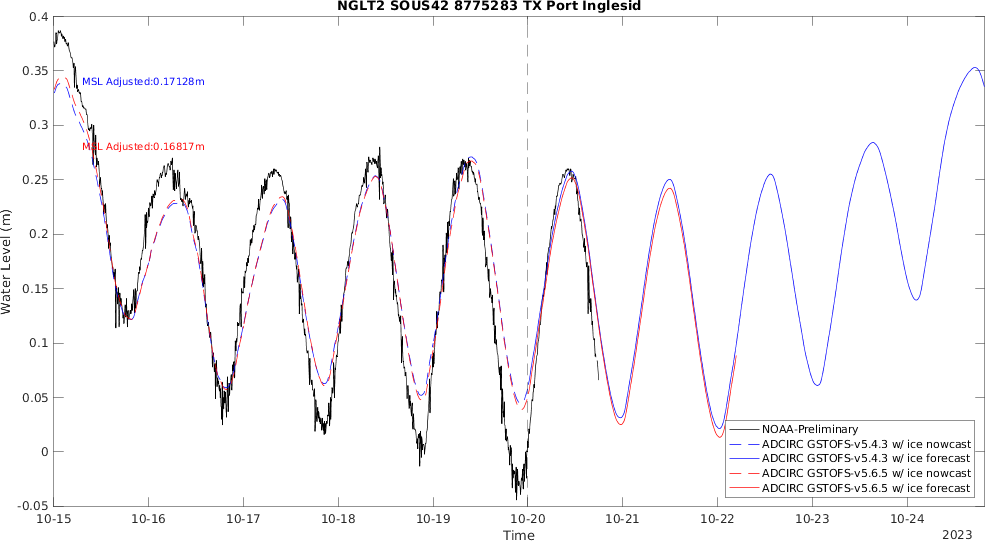 NGLT2 SOUS42 8775283 TX Port Inglesid
0.4
0.35
0.3
0.25
0.2
0.15
0.1
0.05
0
-0.05
Water Level (m)
MSL Adjusted:0.17128m
MSL Adjusted:0.16817m
NOAA-Preliminary
ADCIRC GSTOFS-v5.4.3 w/ ice nowcast
ADCIRC GSTOFS-v5.4.3 w/ ice forecast
ADCIRC GSTOFS-v5.6.5 w/ ice nowcast
ADCIRC GSTOFS-v5.6.5 w/ ice forecast
10-15 10-16 10-17 10-18 10-19 10-20 10-21 10-22 10-23 10-24
Time
2023